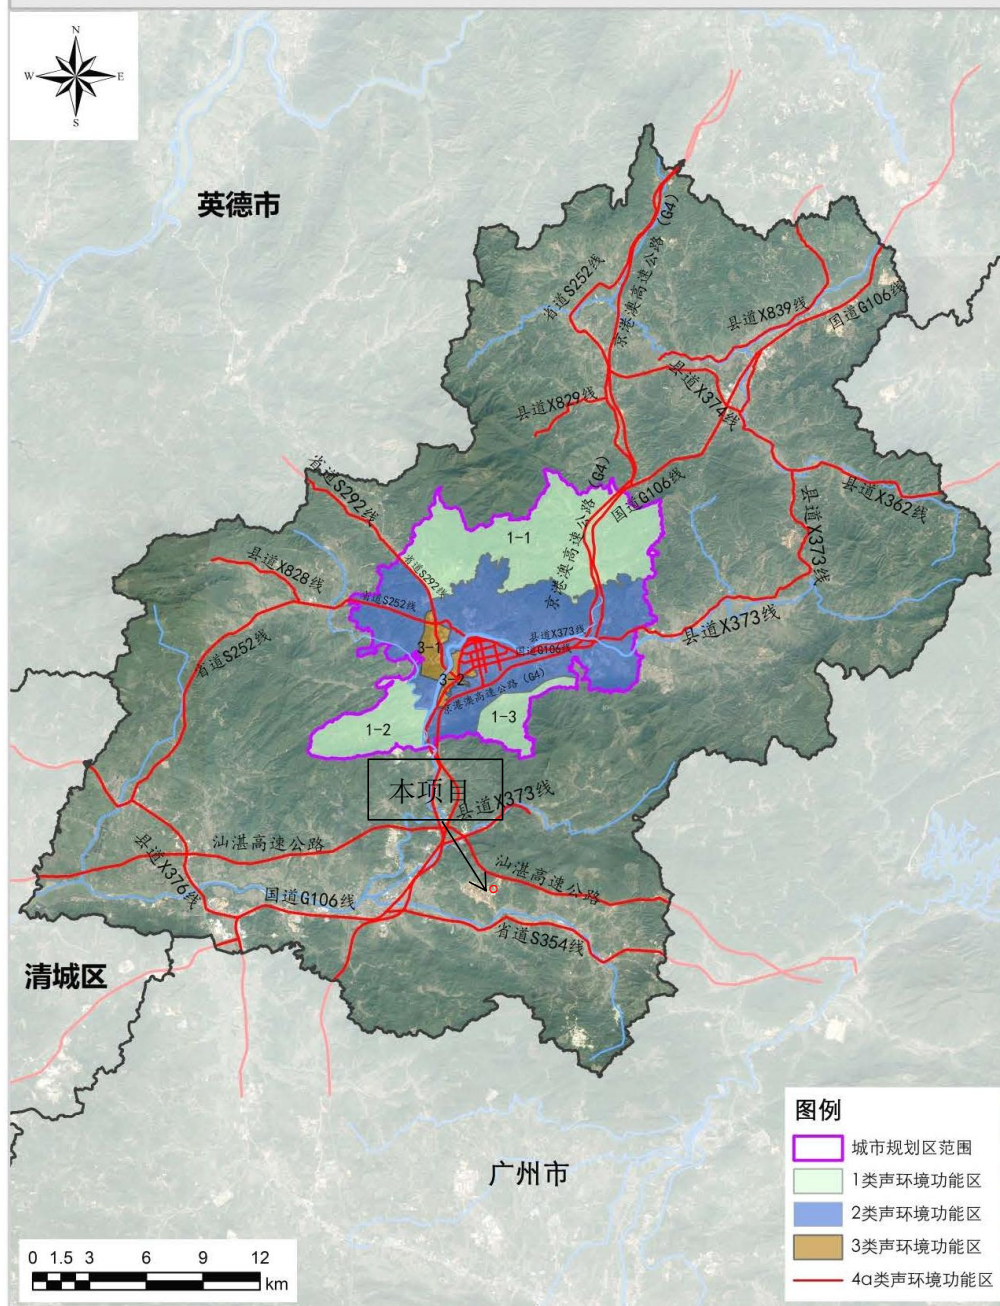 N
W
E
S
英德市
京港澳高速公路（G4）
省道S252线
县道X839线
国道G106线
县道X374线
县道X829线
省道S292线
京港澳高速公路（G4）
国道G106线
县道X362线
县道X373线
1-1
县道X828线
省道S292线
省道S252线
省道S252线
县道X373线
县道X373线
国道G106线
3-1
3-2
京港澳高速公路（G4）
1-2
1-3
本项目
县道X373线
汕湛高速公路
县道X376线
汕湛高速公路
国道G106线
省道S354线
清城区
广州市
图例
城市规划区范围
1类声环境功能区
2类声环境功能区
3类声环境功能区
4a类声环境功能区
0 1.5 3 6 9 12
km